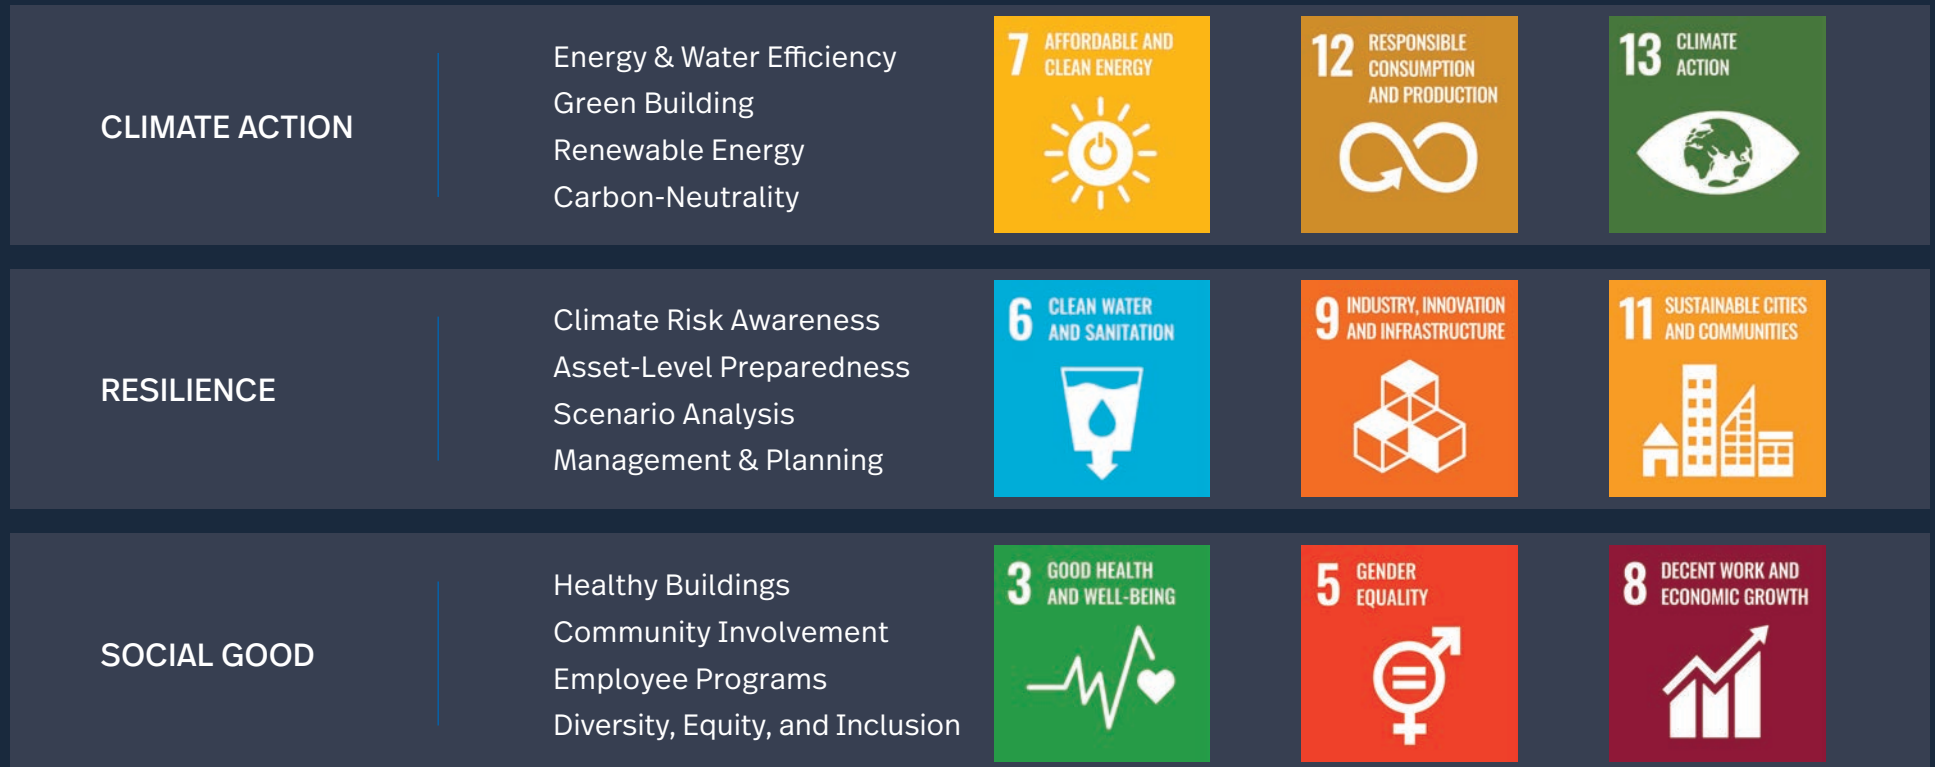 CLIMATE ACTION
Energy & Water Efficiency
Green Building
Renewable Energy
Carbon-Neutrality
7 AFFORDABLE AND
CLEAN ENERGY
12 RESPONSIBLE
CONSUMPTION
AND PRODUCTION
13 CLIMATE
ACTION
RESILIENCE
Climate Risk Awareness
Asset-Level Preparedness
Scenario Analysis
Management & Planning
6 CLEAN WATER
AND SANITATION
9 INDUSTRY, INNOVATION
AND INFRASTRUCTURE
11 SUSTAINABLE CITIES
AND COMMUNITIES
SOCIAL GOOD
Healthy Buildings
Community Involvement
Employee Programs
Diversity, Equity, and Inclusion
3 GOOD HEALTH
AND WELL-BEING
5 GENDER
EQUALITY
8 DECENT WORK AND
ECONOMIC GROWTH